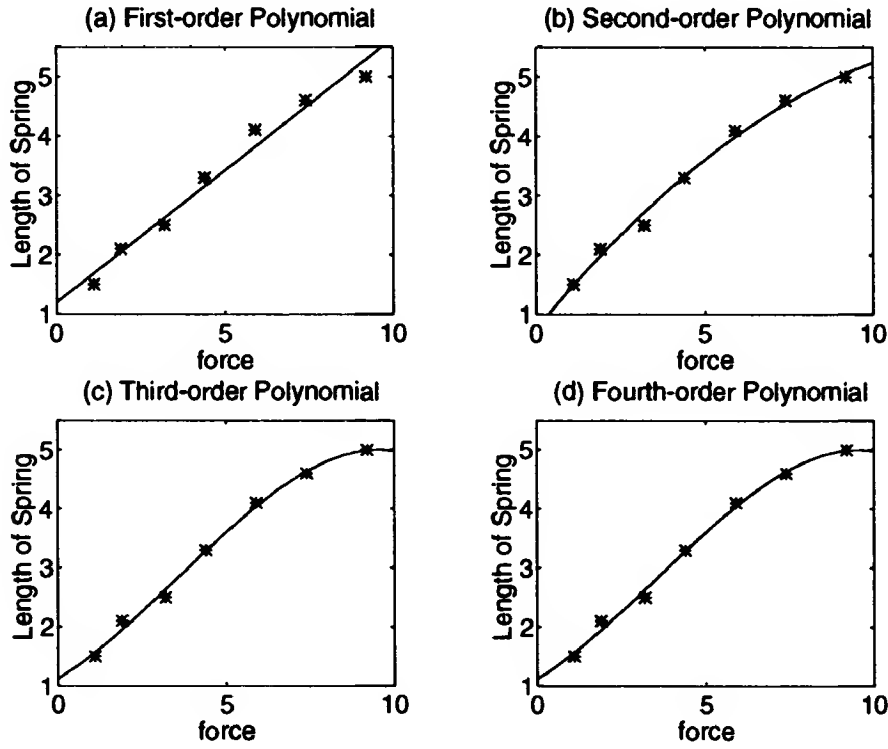 (a) First-order Polynomial
Length of Spring
5
4
3
2
1
0
5
10
force
(b) Second-order Polynomial
Length of Spring
5
4
3
2
1
0
5
10
force
(c) Third-order Polynomial
Length of Spring
5
4
3
2
1
0
5
10
force
(d) Fourth-order Polynomial
Length of Spring
5
4
3
2
1
0
5
10
force